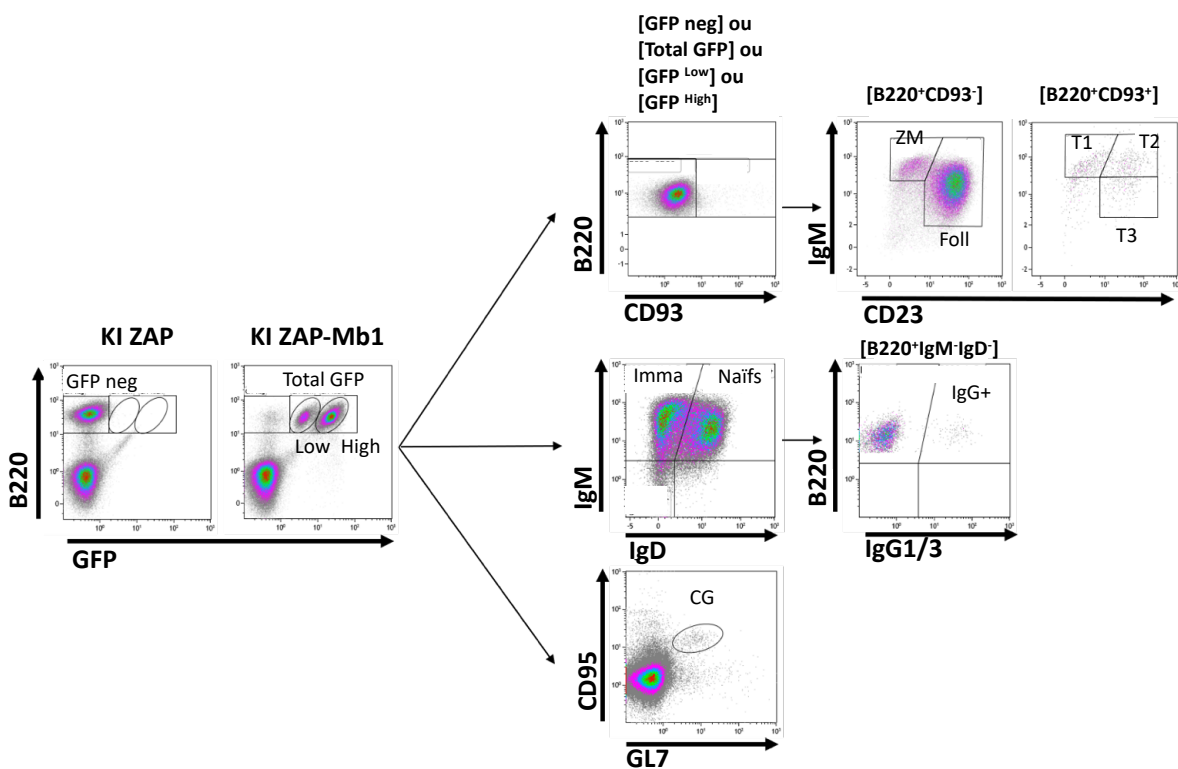 [GFP neg] ou
[Total GFP] ou
[GFP Low] ou
[GFP High]
[B220+CD93-]
[B220+CD93+]
ZM
Foll
T1
T2
T3
B220
CD93
IgM
CD23
KI ZAP
KI ZAP-Mb1
GFP neg
Total GFP
Low High
B220
GFP
Imma
Naïfs
IgM
IgD
[B220+IgM-IgD-]
IgG+
B220
IgG1/3
CG
CD95
GL7